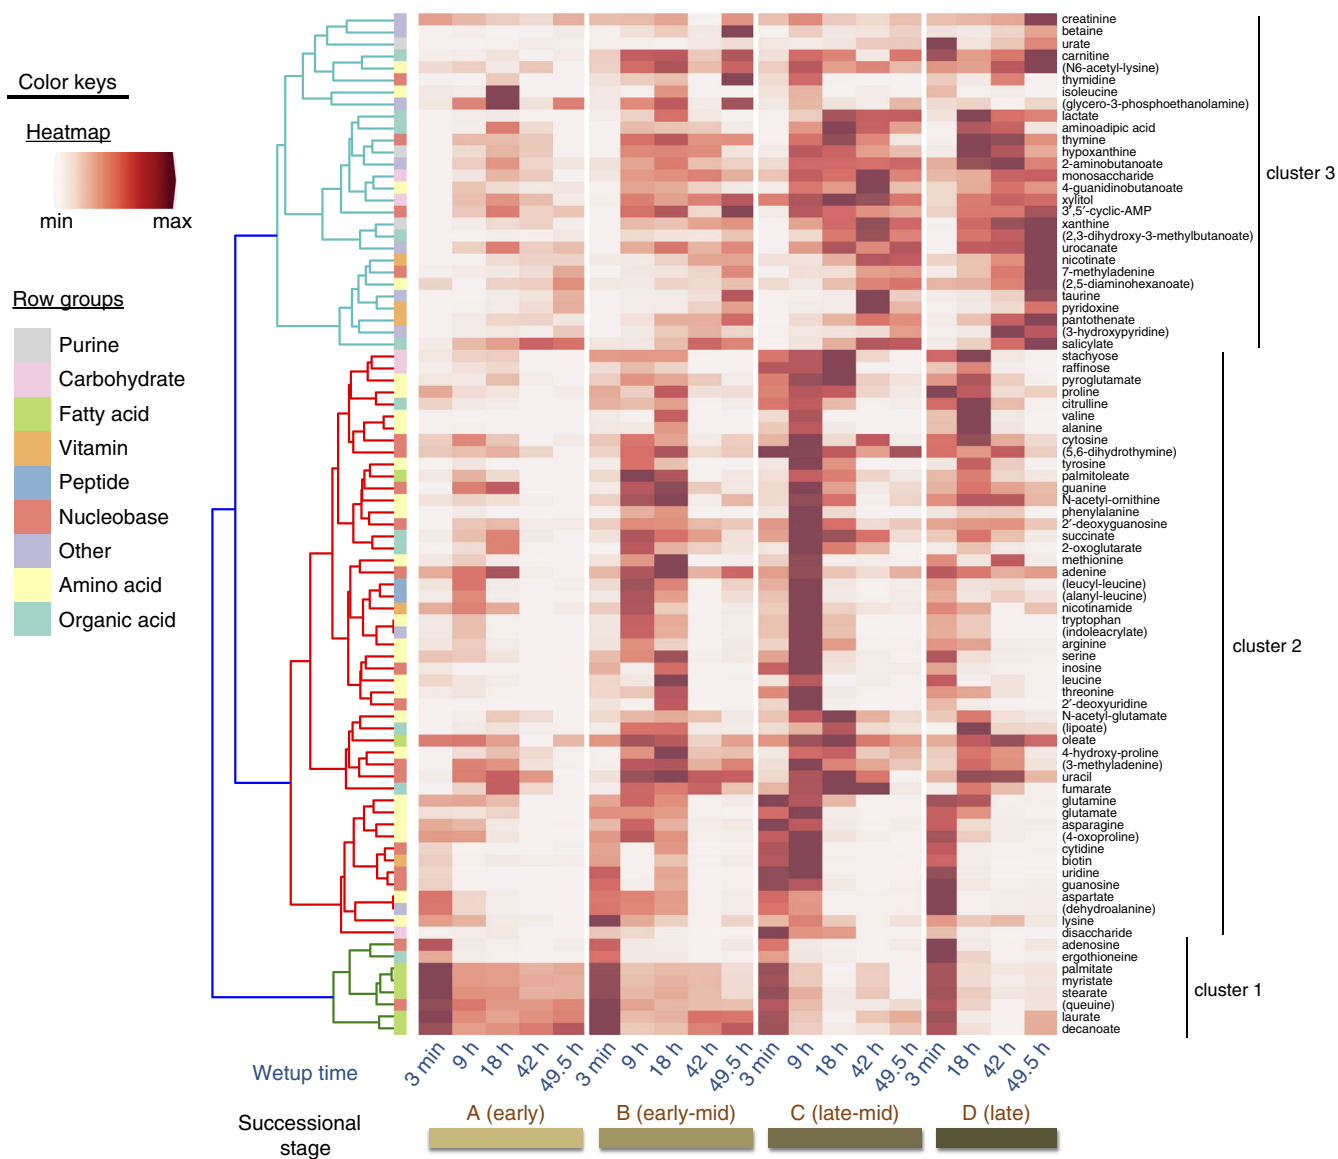 Color keys
Heatmap
min max
Row groups
Purine
Carbohydrate
Fatty acid
Vitamin
Peptide
Nucleobase
Other
Amino acid
Organic acid
creatinine
betaine
urate
carnitine
(N6-acetyl-lysine)
thymidine
isoleucine
(glycero-3-phosphoethanolamine)
lactate
aminoadipic acid
thymine
hypoxanthine
2-aminobutanoate
monosaccharide
4-guanidinobutanoate
xylitol
3′,5′-cyclic-AMP
xanthine
(2,3-dihydroxy-3-methylbutanoate)
urocanate
nicotinate
7-methyladenine
(2,5-diaminohexanoate)
taurine
pyridoxine
pantothenate
(3-hydroxypyridine)
salicylate
stachyose
raffinose
pyroglutamate
proline
citrulline
valine
alanine
cytosine
(5,6-dihydrothymine)
tyrosine
palmitoleate
guanine
N-acetyl-ornithine
phenylalanine
2′-deoxyguanosine
succinate
2-oxoglutarate
methionine
adenine
(leucyl-leucine)
(alanyl-leucine)
nicotinamide
tryptophan
(indoleacrylate)
arginine
serine
inosine
leucine
threonine
2′-deoxyuridine
N-acetyl-glutamate
(lipoate)
oleate
4-hydroxy-proline
(3-methyladenine)
uracil
fumarate
glutamine
glutamate
asparagine
(4-oxoproline)
cytidine
biotin
uridine
guanosine
aspartate
(dehydroalanine)
lysine
disaccharide
adenosine
ergothioneine
palmitate
myristate
stearate
(queuine)
laurate
decanoate
cluster 3
cluster 2
cluster 1
Wetup time
3 min 9 h 18 h 42 h 49.5 h 3 min 9 h 18 h 42 h 49.5 h 3 min 9 h 18 h 42 h 49.5 h 3 min 18 h 42 h 49.5 h
Successional
stage
A (early) B (early-mid) C (late-mid) D (late)